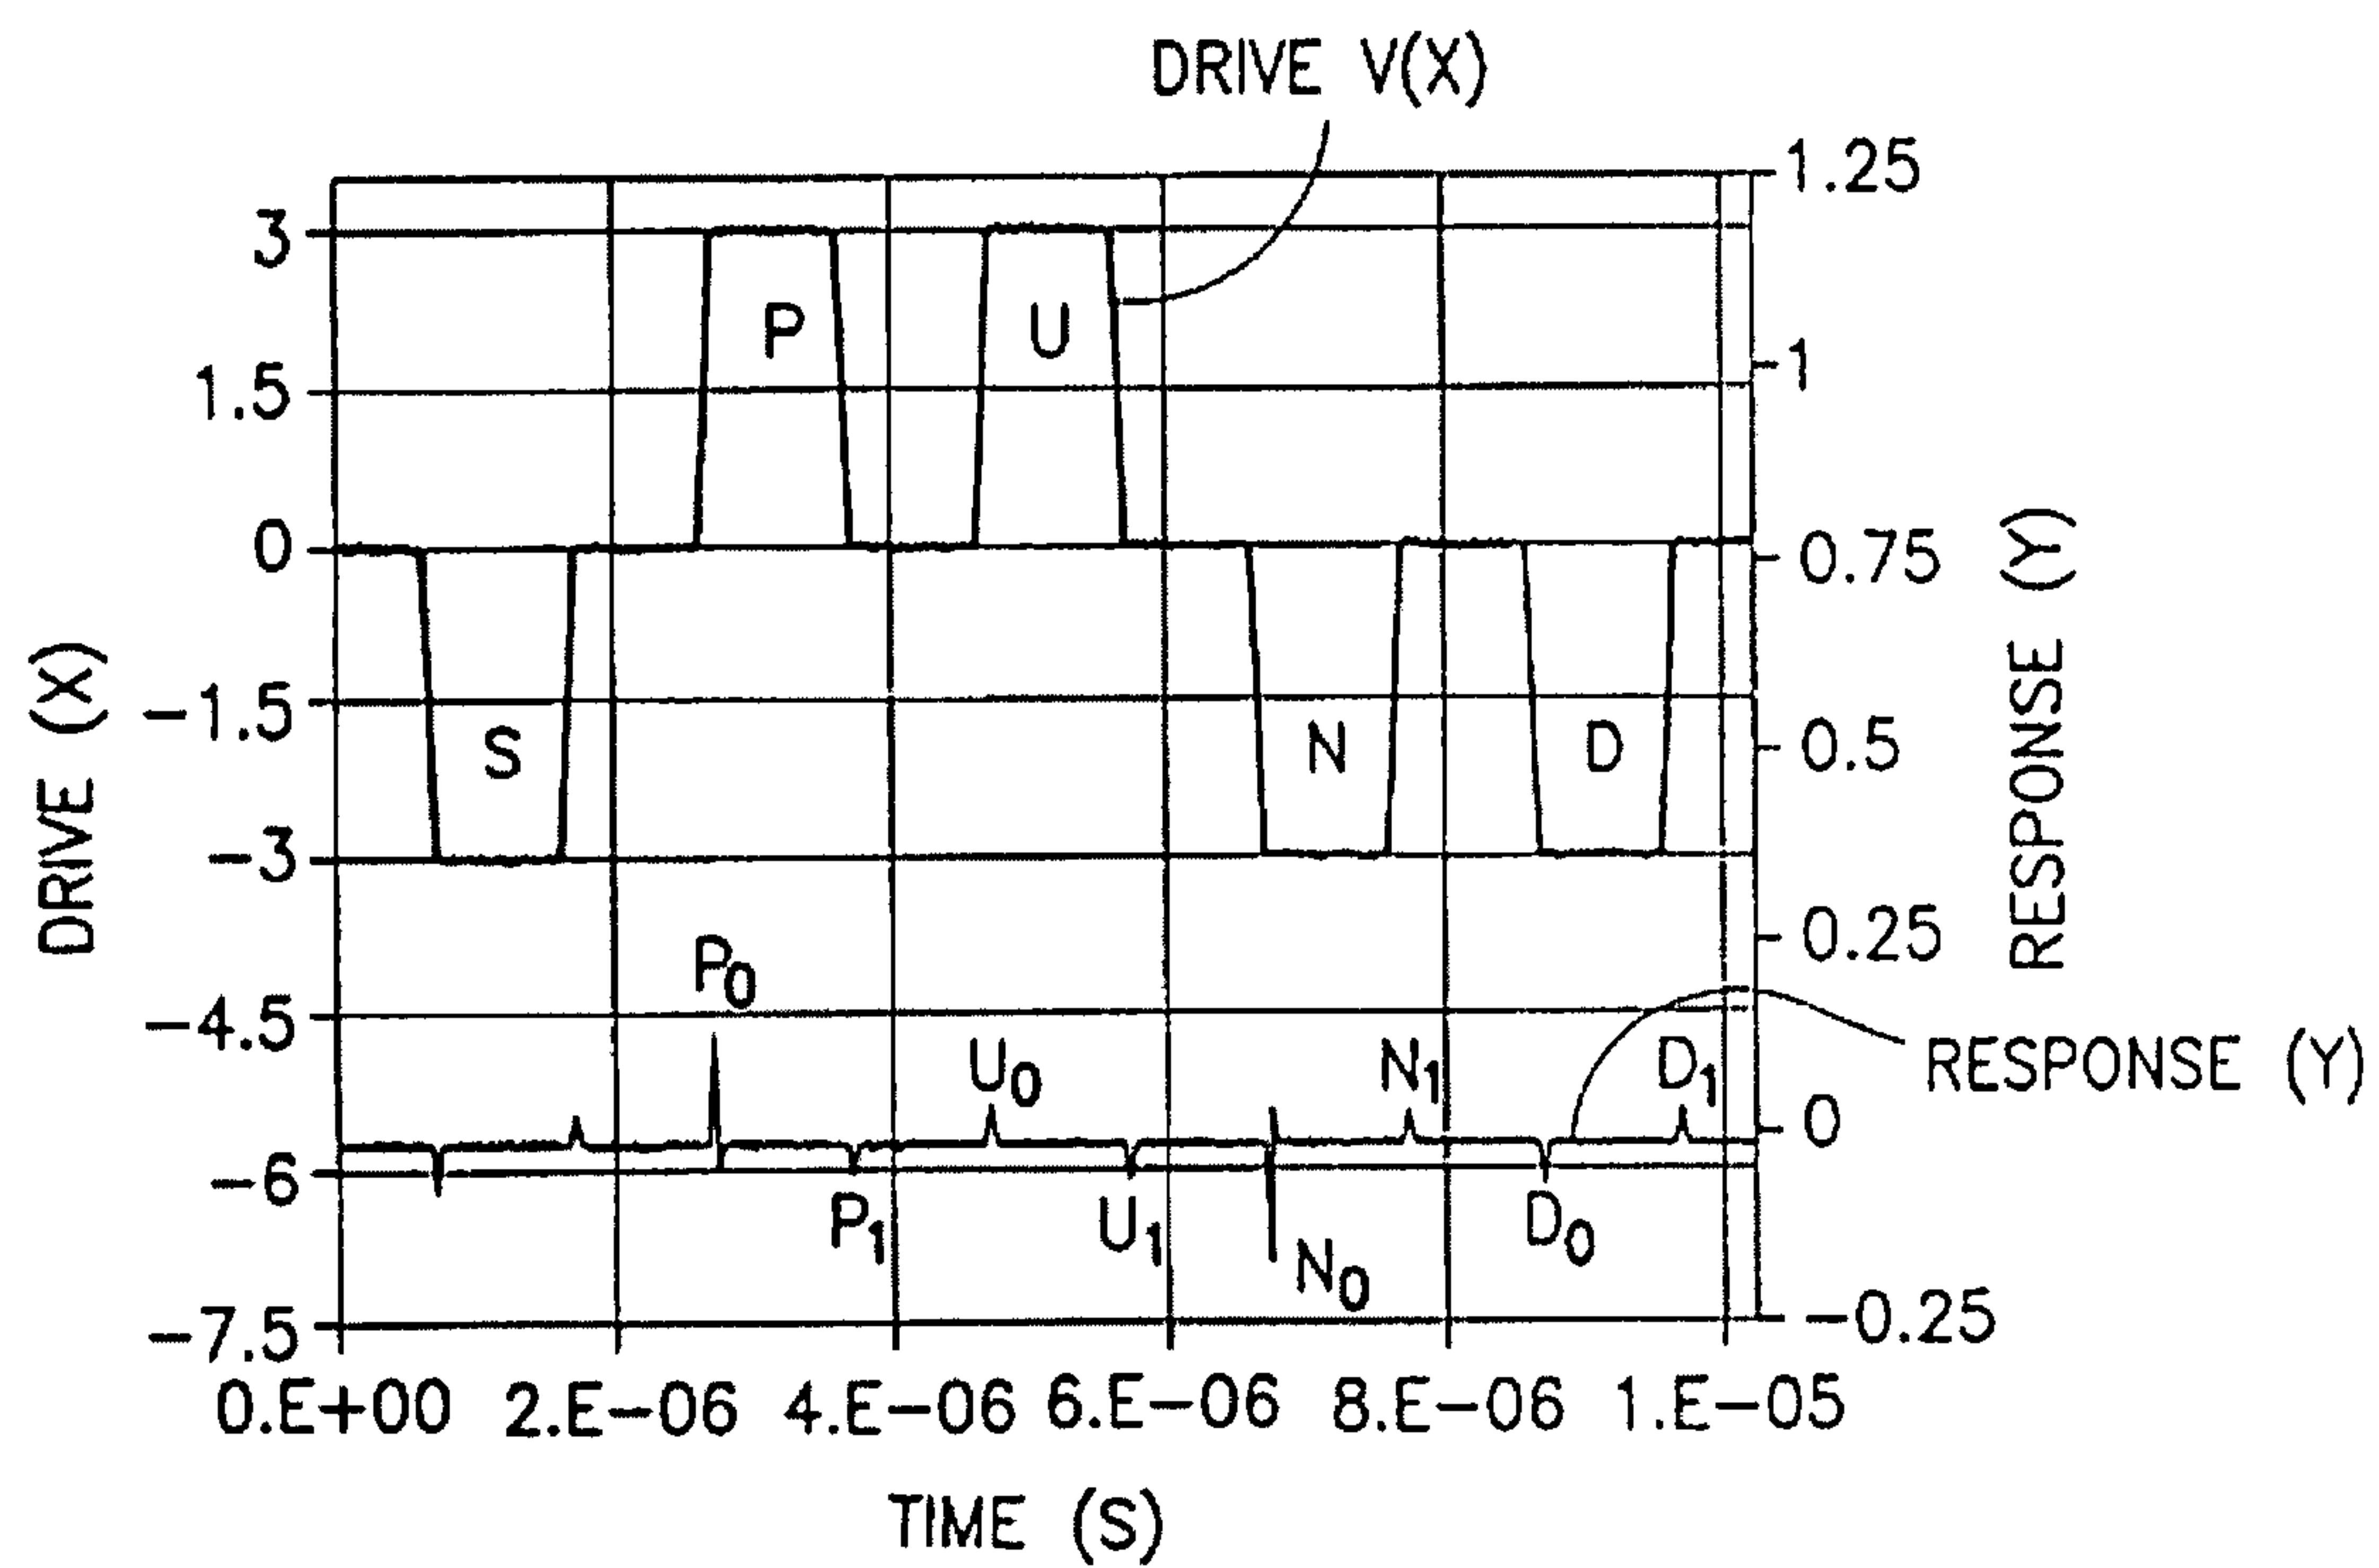 DRIVE V(X)
1.25
3
P
U
1.5
1
0
0.75
DRIVE (X)
RESPONSE (Y)
-1.5
S
N
D
0.5
-3
0.25
P0
-4.5
U0
N1
D1
RESPONSE (Y)
0
-6
P1
U1
N0
D0
-7.5
-0.25
0.E+00 2.E-06 4.E-06 6.E-06 8.E-06 1.E-05
TIME (S)